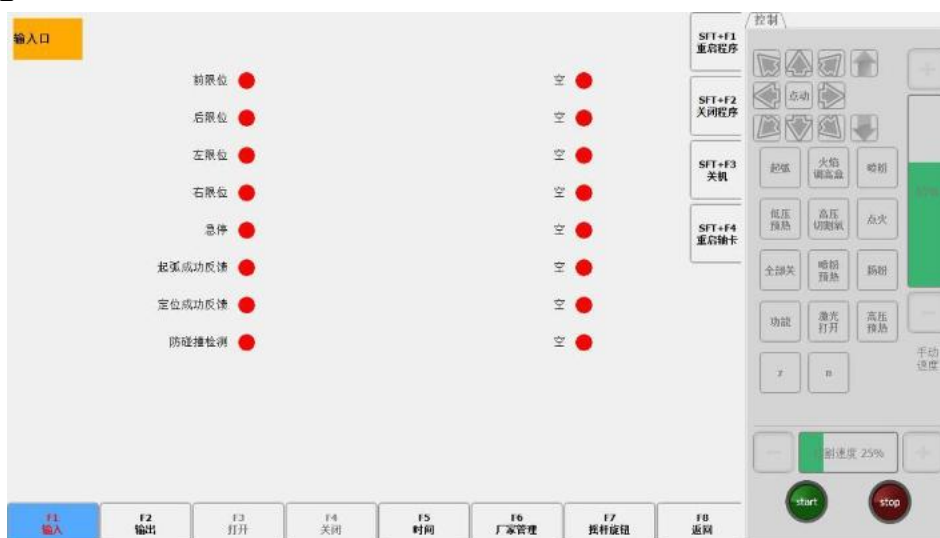 控制
输入口
SFT+F1
重启程序
前限位
空
后限位
空
SFT+F2
关闭程序
点动
左限位
空
SFT+F3
关机
起弧
火焰
调高盒
喷粉
右限位
空
急停
空
SFT+F4
重启轴卡
低压
预热
高压
切割氧
点火
起弧成功反馈
空
全部关
喷粉
预热
定位成功反馈
空
功能
激光
打开
高压
预热
防碰撞检测
空
手动
速度
z
n
割速度 25%
start
stop
F1
输入
F2
输出
F3
打开
F4
关闭
F5
时间
F6
厂家管理
F7
摇杆旋钮
F8
返回